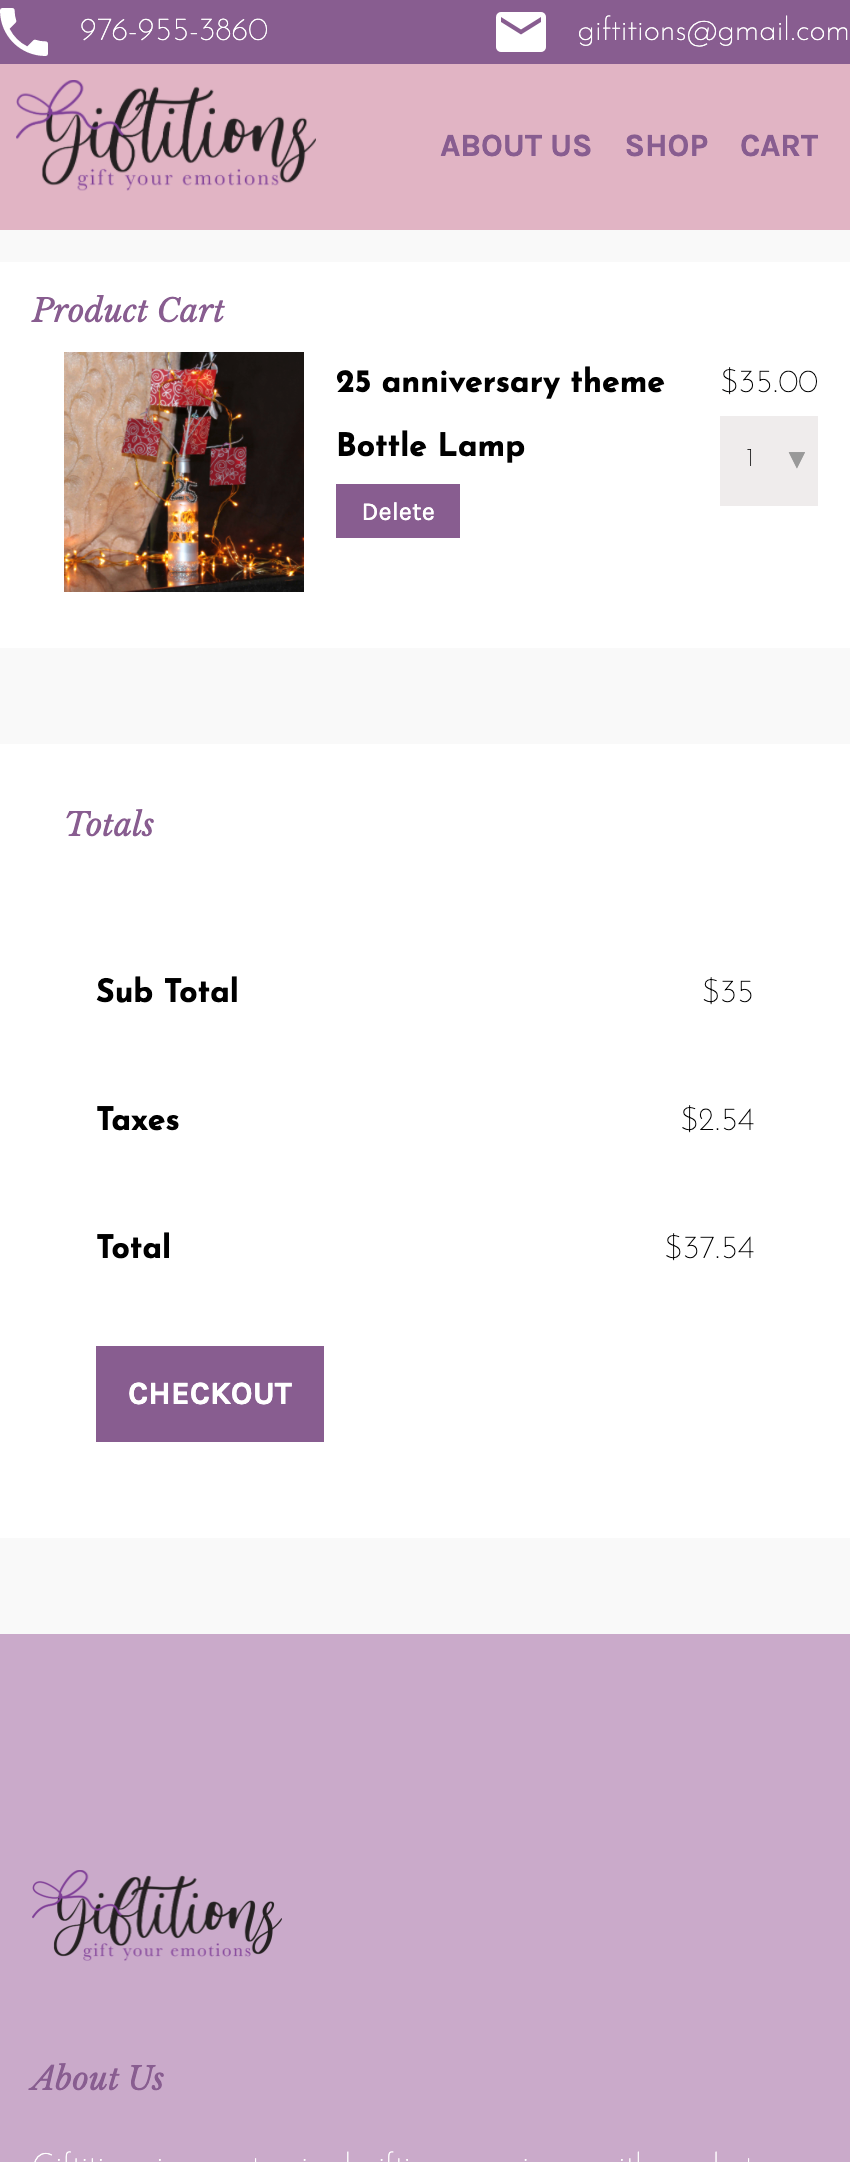 976-955-3860
giftitions@gmail.com
Giftitions
gift your emotions
ABOUT US SHOP CART
Product Cart
25 anniversary theme
Bottle Lamp
$35.00
1
Delete
25
Totals
Sub Total $35
Taxes $2.54
Total $37.54
CHECKOUT
Giftitions
gift your emotions
About Us